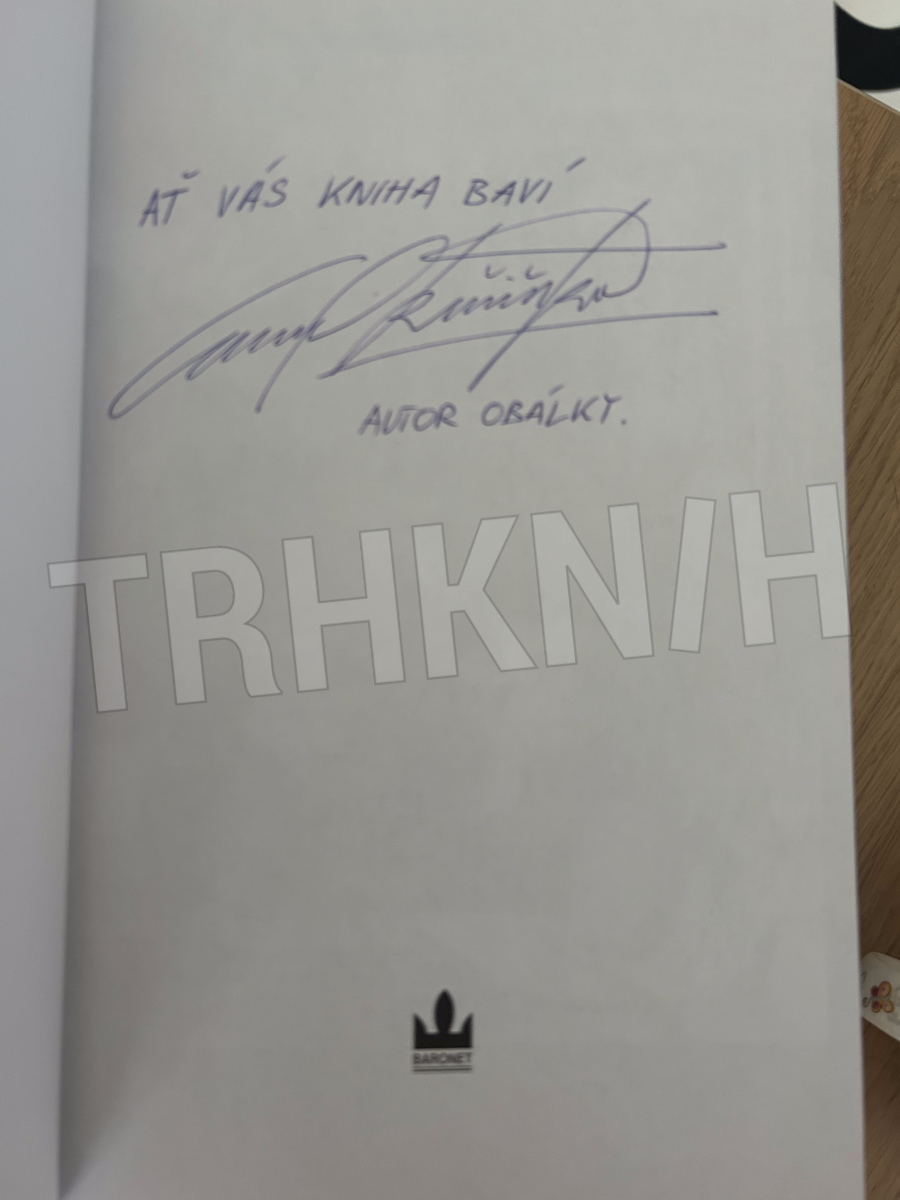 AŤ VÁS KNIHA BAVÍ
AUTOR OBÁLKY.
TRHKNIH
BARONET